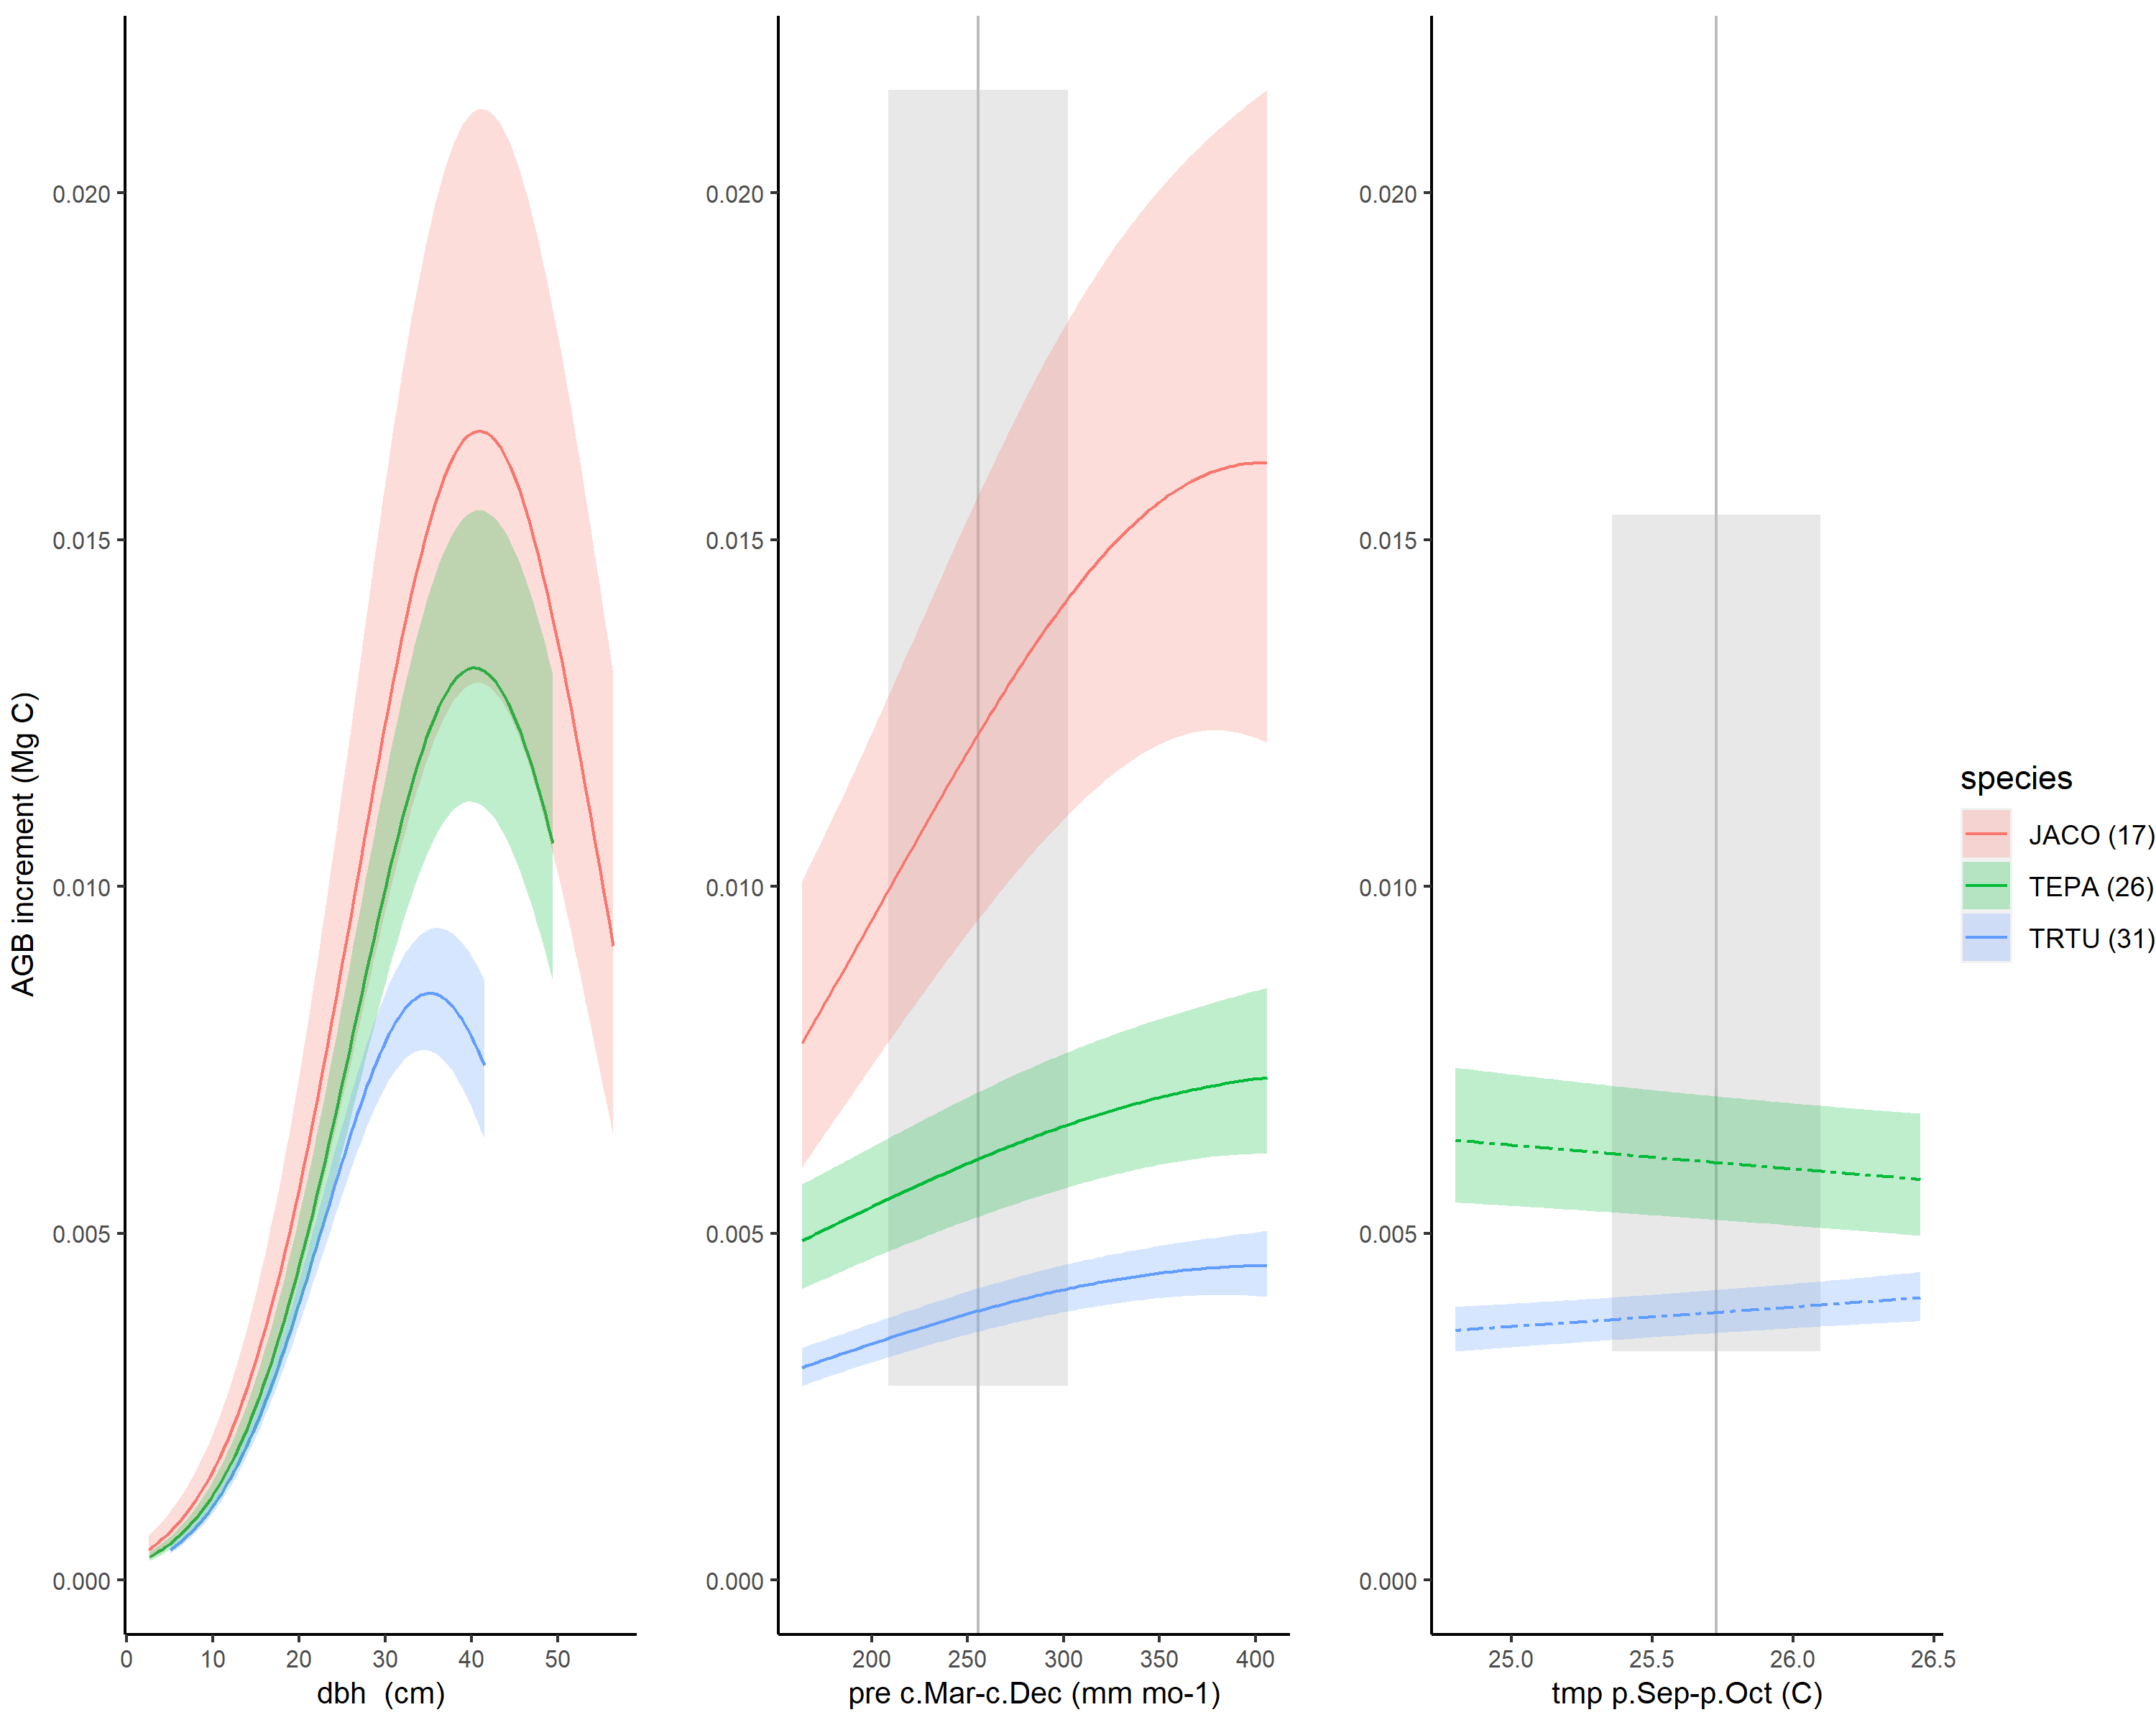 AGB increment (Mg C)
0.020
0.015
0.010
0.005
0.000
0 10 20 30 40 50
dbh (cm)
0.020
0.015
0.010
0.005
0.000
200 250 300 350 400
pre c.Mar-c.Dec (mm mo-1)
0.020
0.015
0.010
0.005
0.000
25.0 25.5 26.0 26.5
tmp p.Sep-p.Oct (C)
species
JACO (17)
TEPA (26)
TRTU (31)